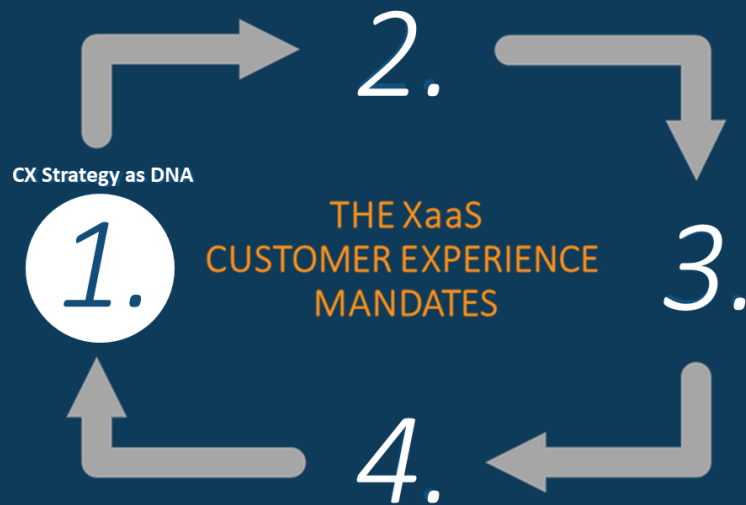 2.
CX Strategy as DNA
1.
THE XaaS
CUSTOMER EXPERIENCE
MANDATES
3.
4.